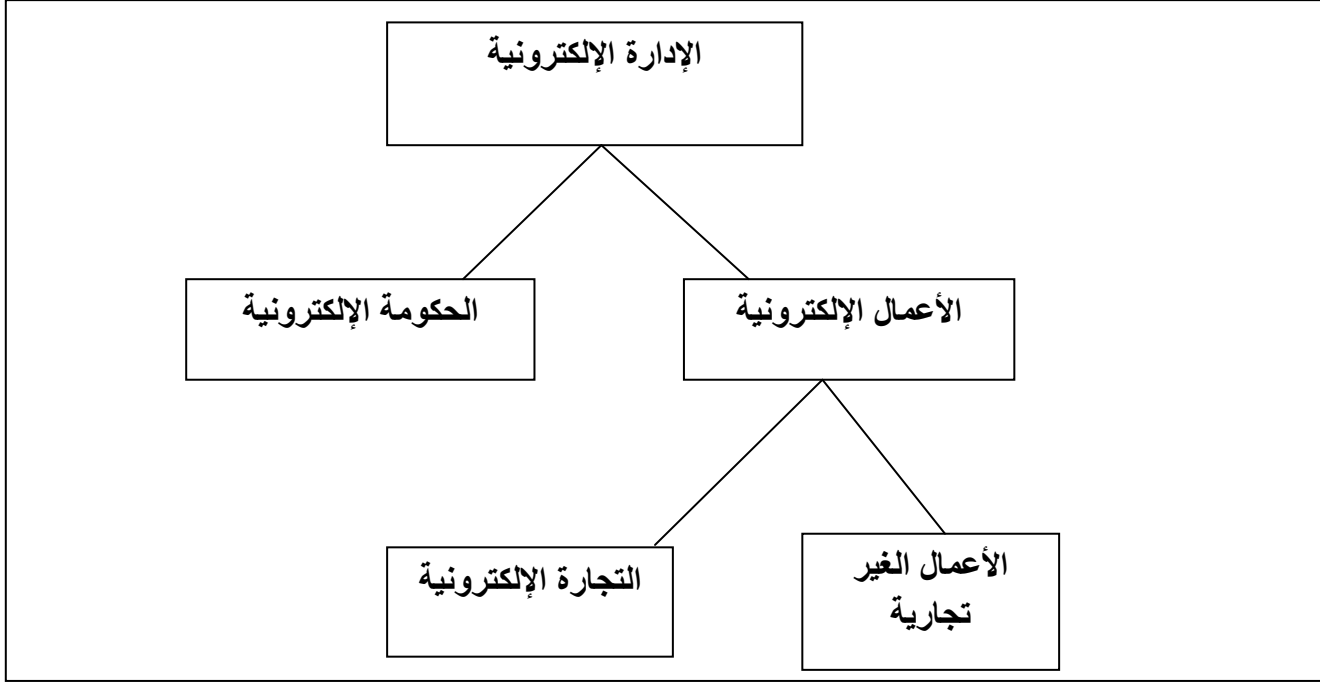 الإدارة الإلكترونية
الأعمال الإلكترونية
الحكومة الإلكترونية
الأعمال الغير
تجارية
التجارة الإلكترونية